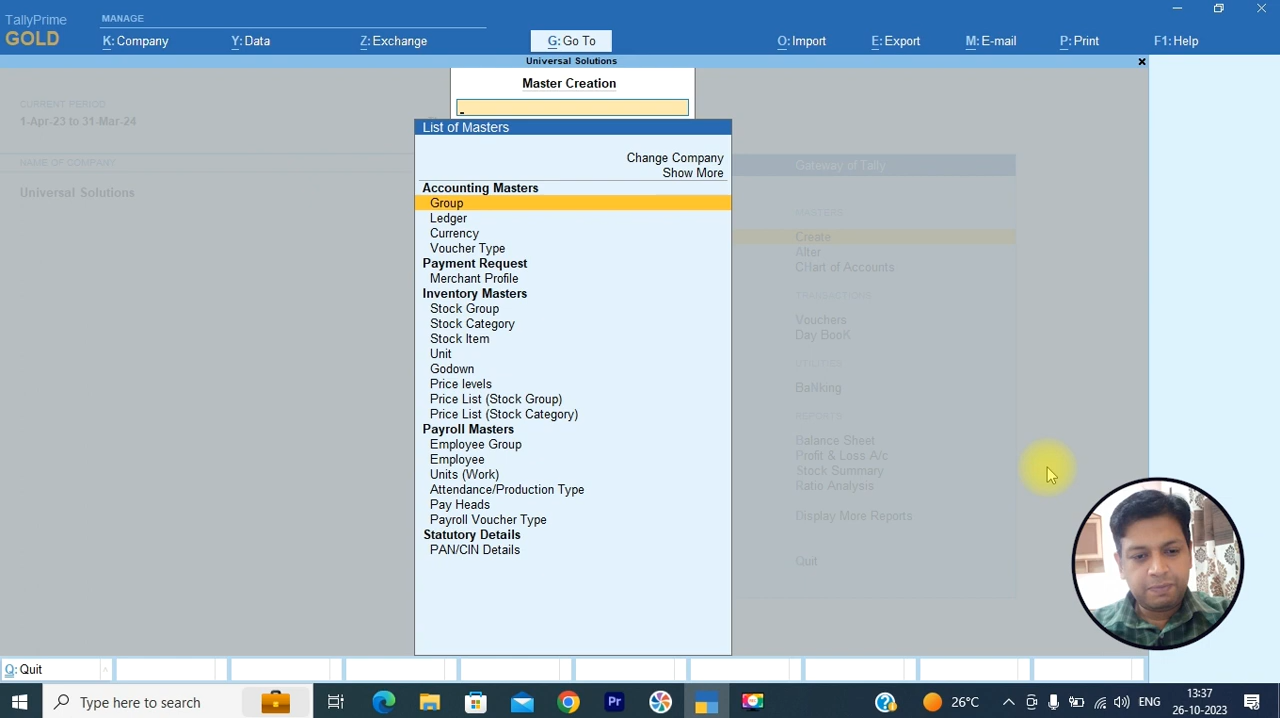 TallyPrime
GOLD
MANAGE
K: Company
Y: Data
Z: Exchange
G: Go To
O: Import
E: Export
M: E-mail
P: Print
F1: Help
Universal Solutions
Master Creation
CURRENT PERIOD
1-Apr-23 to 31-Mar-24
NAME OF COMPANY
Universal Solutions
List of Masters
Change Company
Show More
Accounting Masters
Group
Ledger
Currency
Voucher Type
Payment Request
Merchant Profile
Inventory Masters
Stock Group
Stock Category
Stock Item
Unit
Godown
Price levels
Price List (Stock Group)
Price List (Stock Category)
Payroll Masters
Employee Group
Employee
Units (Work)
Attendance/Production Type
Pay Heads
Payroll Voucher Type
Statutory Details
PAN/CIN Details
Gateway of Tally
MASTERS
Create
Alter
CHart of Accounts
TRANSACTIONS
Vouchers
Day BooK
UTILITIES
BaNking
REPORTS
Balance Sheet
Profit & Loss A/c
Stock Summary
Ratio Analysis
Display More Reports
Quit
Q: Quit
Type here to search
Pr
26°C
ENG
13:37
26-10-2023